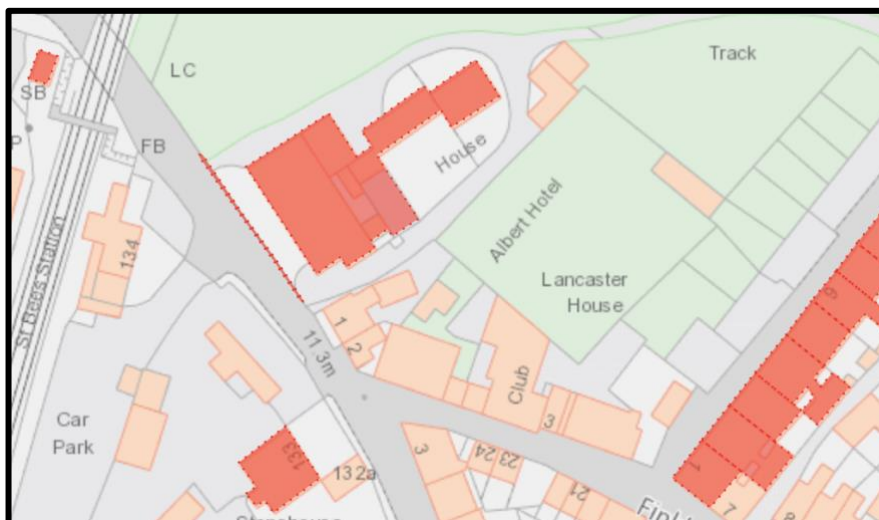 Track
LC
SB
P
FB
House
Albert Hotel
134
St Bees Station
Lancaster
House
1
2
11.3m
9
Club
Car
Park
3
3
133
132a
24
23
21
1
7
8